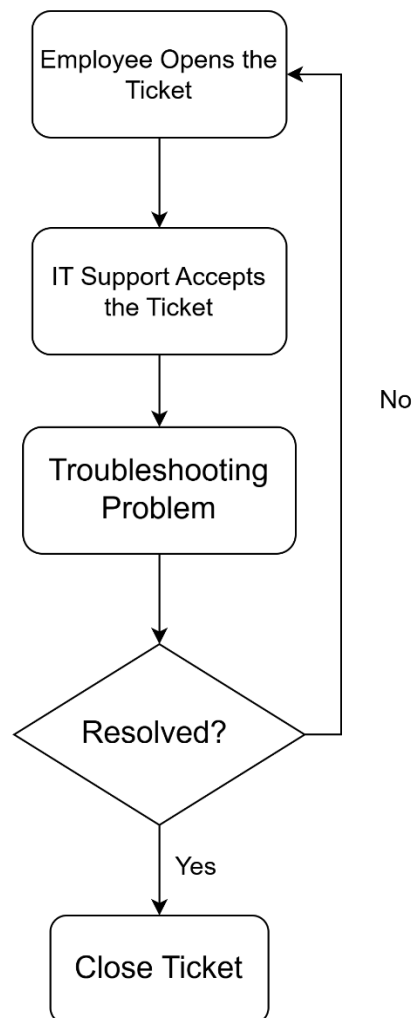 Employee Opens the
Ticket
IT Support Accepts
the Ticket
No
Troubleshooting
Problem
Resolved?
Yes
Close Ticket